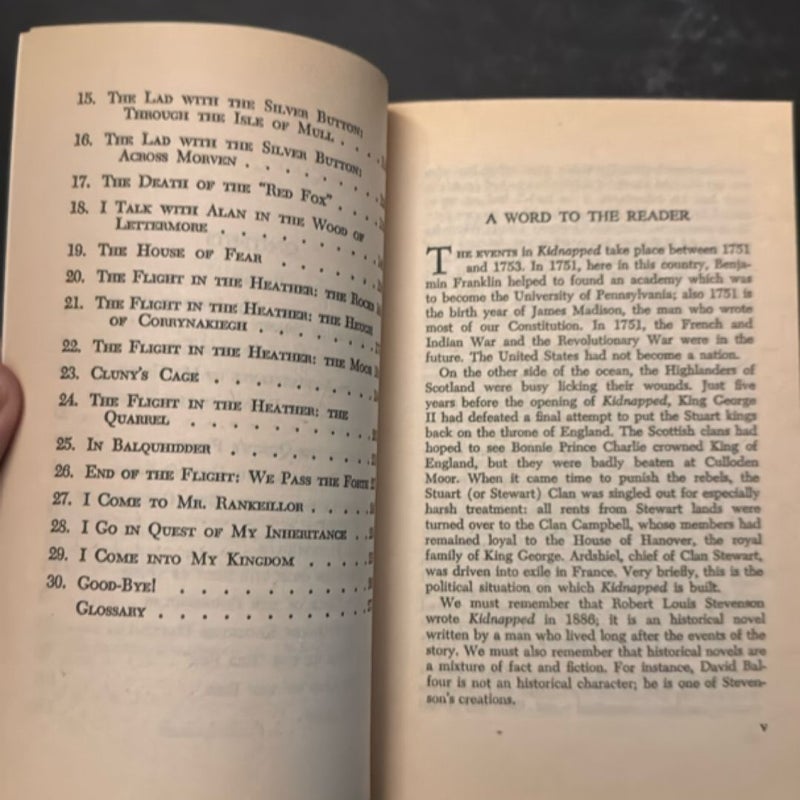 15. The Lad with the Silver Button:
Through the Isle of Mull . . . .
16. The Lad with the Silver Button:
Across Morven . . . . . . . .
17. The Death of the "Red Fox" . . . .
18. I Talk with Alan in the Wood of
Lettermore . . . . . . . . .
19. The House of Fear . . . . . .
20. The Flight in the Heather: the Rocks
21. The Flight in the Heather: the Heugh
of Corrynakiegh . . . . . . .
22. The Flight in the Heather: the Moor
23. Cluny's Cage . . . . . . . . .
24. The Flight in the Heather: the
Quarrel . . . . . . . . . . .
25. In Balquhidder . . . . . . . .
26. End of the Flight: We Pass the Forth
27. I Come to Mr. Rankeillor . . . .
28. I Go in Quest of My Inheritance . .
29. I Come into My Kingdom . . . . .
30. Good-Bye! . . . . . . . . . .
Glossary . . . . . . . . . . .
A WORD TO THE READER
The events in Kidnapped take place between 1751
and 1753. In 1751, here in this country, Benja-
min Franklin helped to found an academy which was
to become the University of Pennsylvania; also 1751 is
the birth year of James Madison, the man who wrote
most of our Constitution. In 1751, the French and
Indian War and the Revolutionary War were in the
future. The United States had not become a nation.
On the other side of the ocean, the Highlanders of
Scotland were busy licking their wounds. Just five
years before the opening of Kidnapped, King George
II had defeated a final attempt to put the Stuart kings
back on the throne of England. The Scottish clans had
hoped to see Bonnie Prince Charlie crowned King of
England, but they were badly beaten at Culloden
Moor. When it came time to punish the rebels, the
Stuart (or Stewart) Clan was singled out for especially
harsh treatment: all rents from Stewart lands were
turned over to the Clan Campbell, whose members had
remained loyal to the House of Hanover, the royal
family of King George. Ardshiel, chief of Clan Stewart,
was driven into exile in France. Very briefly, this is the
political situation on which Kidnapped is built.
We must remember that Robert Louis Stevenson
wrote Kidnapped in 1886; it is an historical novel
written by a man who lived long after the events of the
story. We must also remember that historical novels are
a mixture of fact and fiction. For instance, David Bal-
four is not an historical character; he is one of Steven-
son's creations.
v